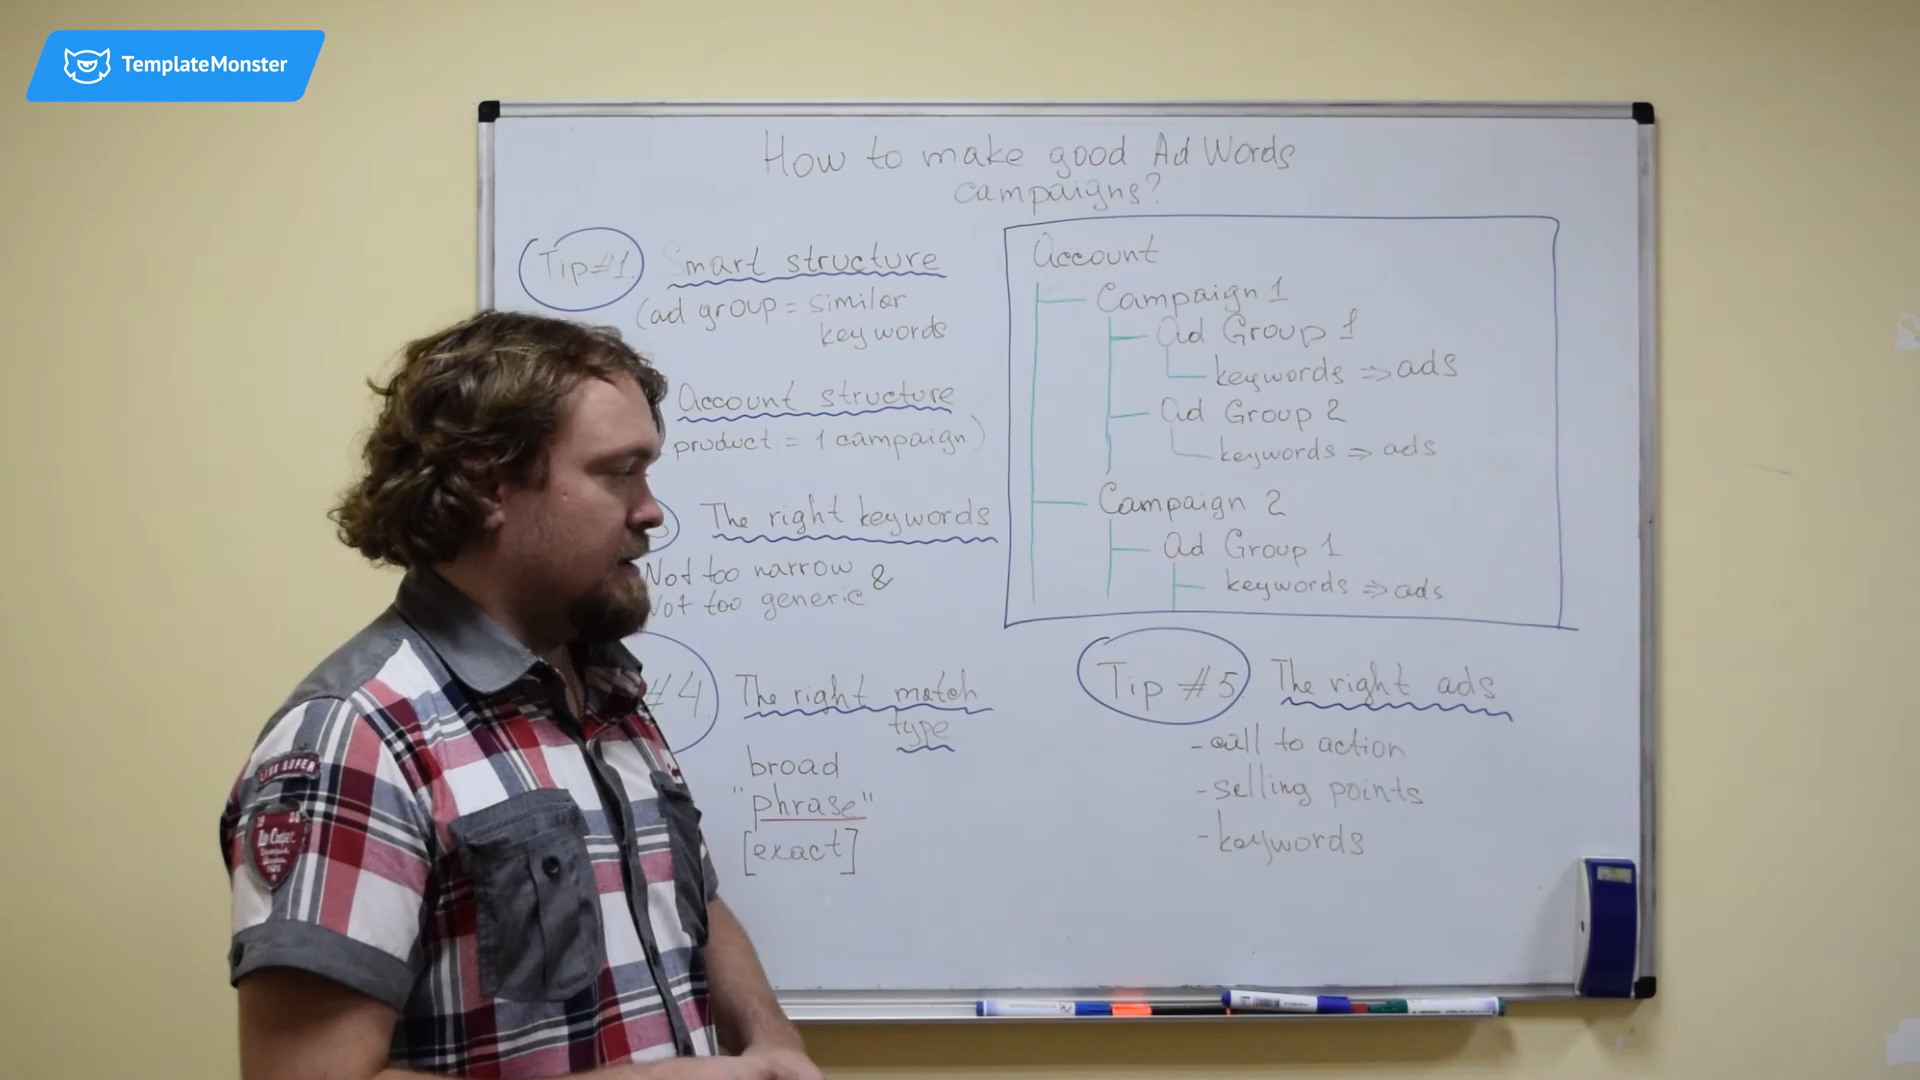 TemplateMonster
How to make good Ad Words
campaigns?
Tip #1. Smart structure
(ad group = similar
keywords
Account structure
product = 1 campaign)
The right keywords
Not too narrow &
Not too generic
#4. The right match
type
broad
"phrase"
[exact]
Account
Campaign 1
Ad Group 1
keywords => ads
Ad Group 2
keywords => ads
Campaign 2
Ad Group 1
keywords => ads
Tip #5. The right ads
- call to action
- selling points
- keywords